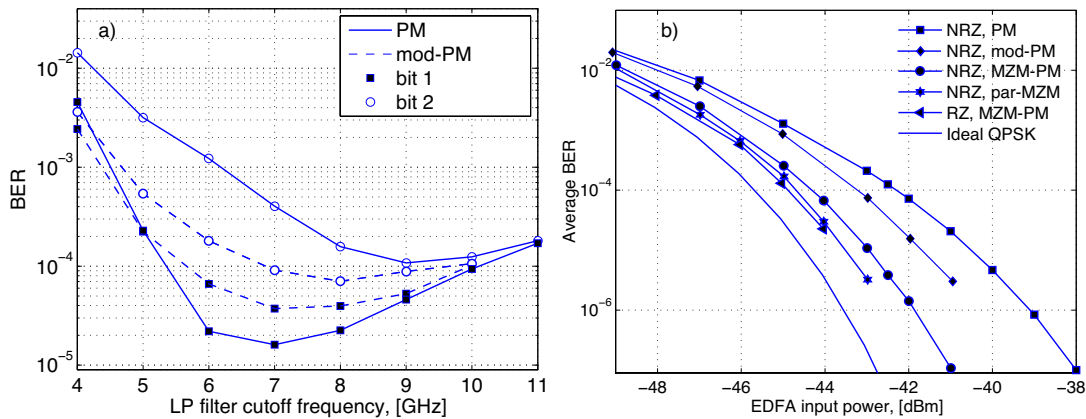 a)
PM
mod-PM
bit 1
bit 2
BER
10^-2
10^-3
10^-4
10^-5
4 5 6 7 8 9 10 11
LP filter cutoff frequency, [GHz]
b)
NRZ, PM
NRZ, mod-PM
NRZ, MZM-PM
NRZ, par-MZM
RZ, MZM-PM
Ideal QPSK
Average BER
10^-2
10^-4
10^-6
−48 −46 −44 −42 −40 −38
EDFA input power, [dBm]